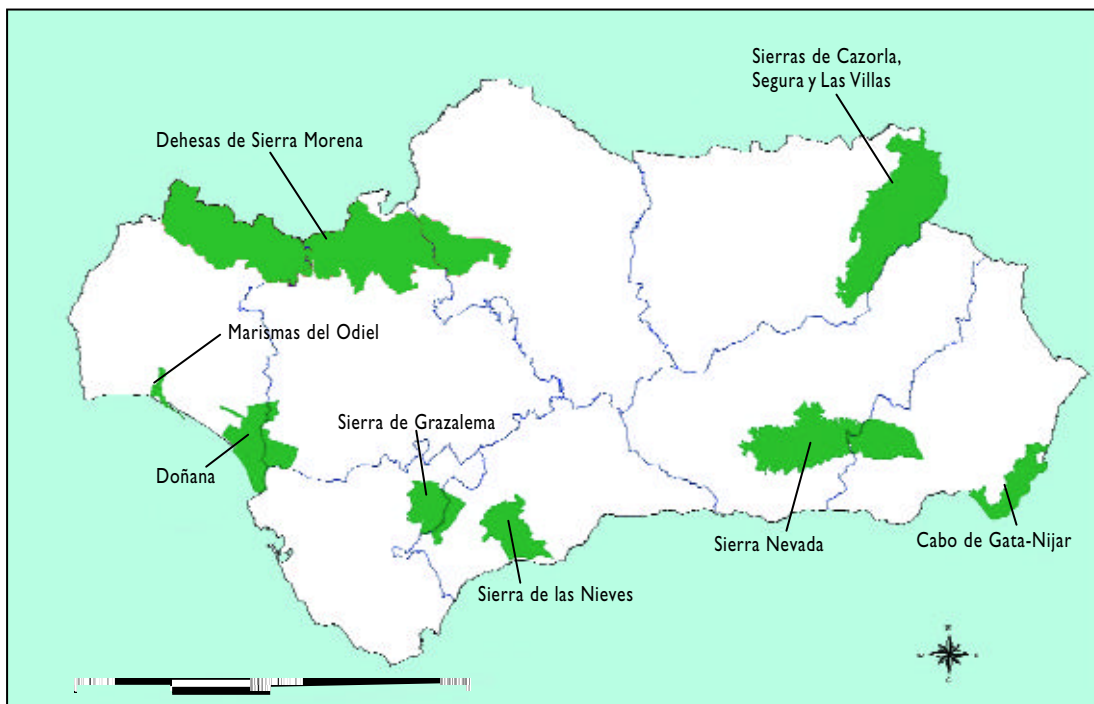 Sierras de Cazorla,
Segura y Las Villas
Dehesas de Sierra Morena
Marismas del Odiel
Sierra de Grazalema
Doñana
Sierra Nevada
Cabo de Gata-Nijar
Sierra de las Nieves